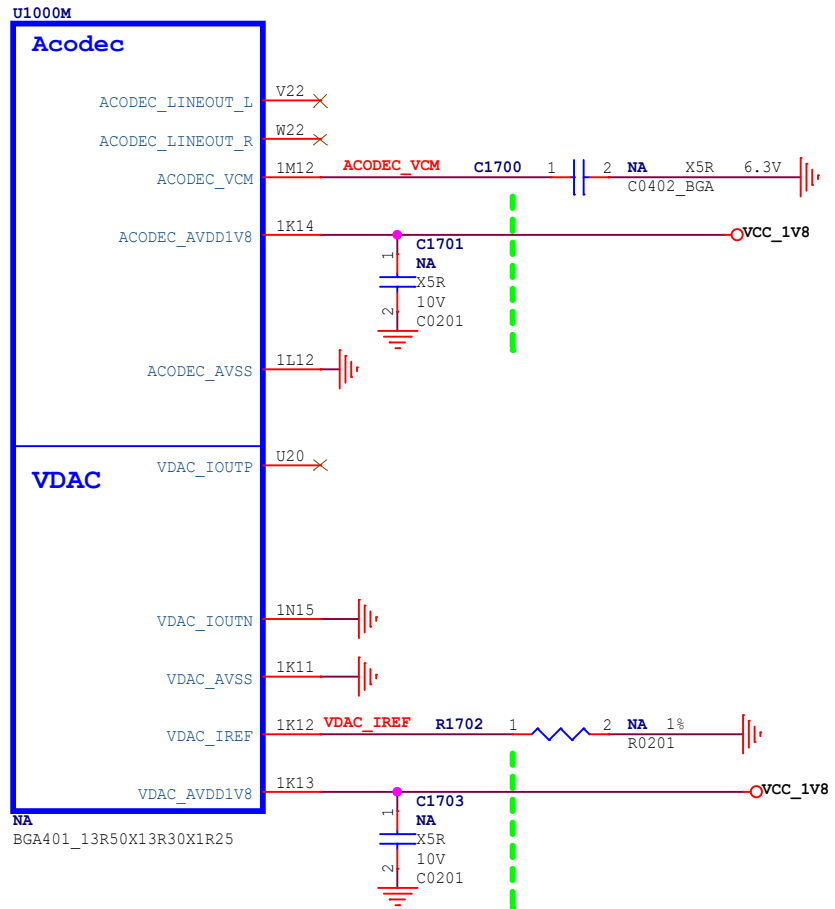 U1000M
Acodec
ACODEC_LINEOUT_L V22
ACODEC_LINEOUT_R W22
ACODEC_VCM 1M12 ACODEC_VCM C1700 1 2 NA X5R 6.3V
C0402_BGA
ACODEC_AVDD1V8 1K14 VCC_1V8
1 C1701
NA
X5R
10V
2 C0201
ACODEC_AVSS 1L12
VDAC
VDAC_IOUTP U20
VDAC_IOUTN 1N15
VDAC_AVSS 1K11
VDAC_IREF 1K12 VDAC_IREF R1702 1 2 NA 1%
R0201
VDAC_AVDD1V8 1K13 VCC_1V8
1 C1703
NA
X5R
10V
2 C0201
NA
BGA401_13R50X13R30X1R25